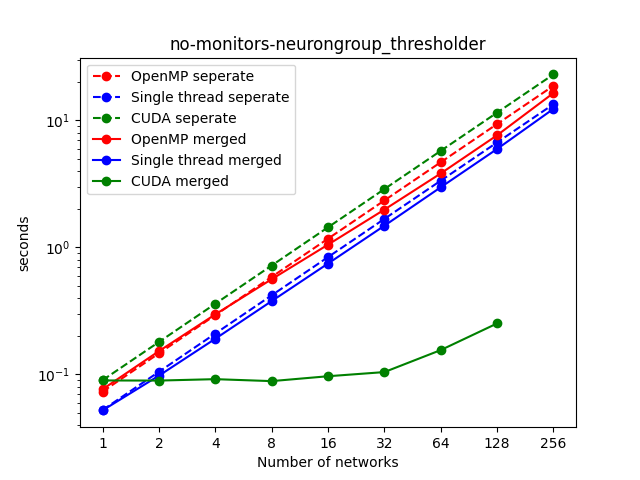 no-monitors-neurongroup_thresholder
OpenMP seperate
Single thread seperate
CUDA seperate
OpenMP merged
Single thread merged
CUDA merged
10¹
10⁰
10⁻¹
seconds
1 2 4 8 16 32 64 128 256
Number of networks